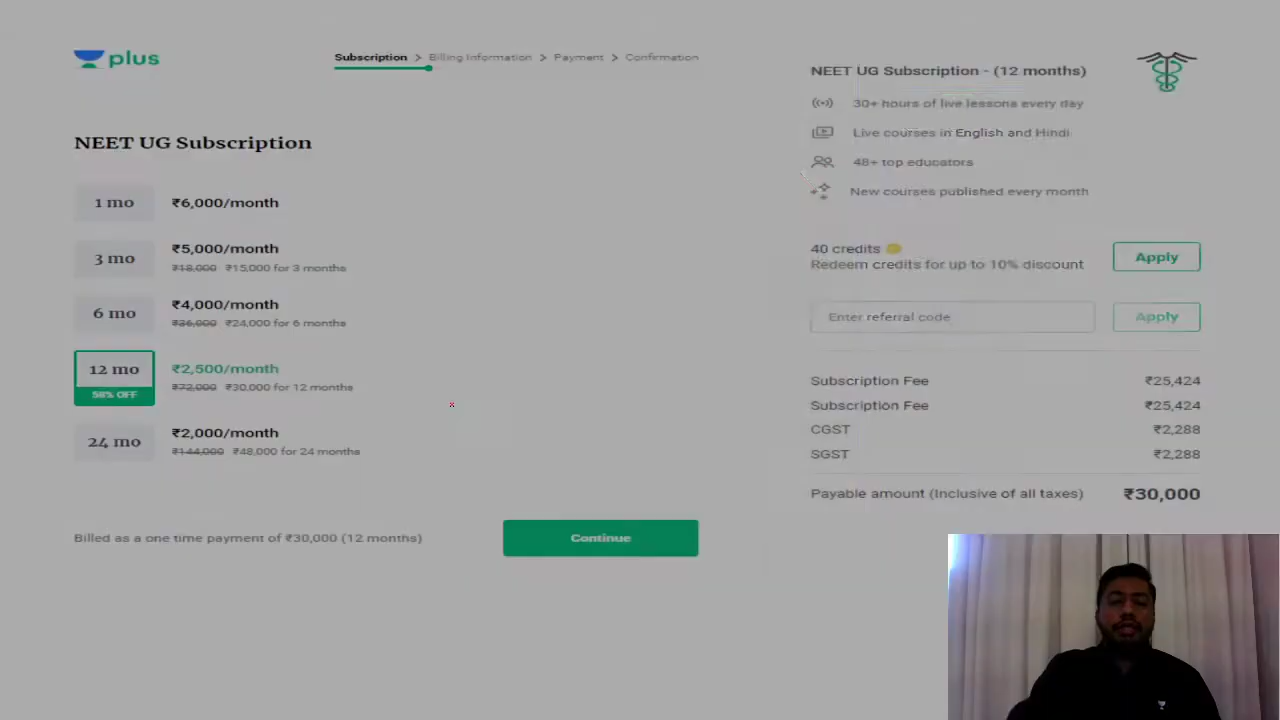 plus
Subscription > Billing Information > Payment > Confirmation
NEET UG Subscription
1 mo ₹6,000/month
3 mo ₹5,000/month
₹18,000 ₹15,000 for 3 months
6 mo ₹4,000/month
₹36,000 ₹24,000 for 6 months
12 mo ₹2,500/month
58% OFF ₹72,000 ₹30,000 for 12 months
24 mo ₹2,000/month
₹144,000 ₹48,000 for 24 months
Billed as a one time payment of ₹30,000 (12 months)
Continue
NEET UG Subscription - (12 months)
30+ hours of live lessons every day
Live courses in English and Hindi
48+ top educators
New courses published every month
40 credits
Redeem credits for up to 10% discount Apply
Enter referral code Apply
Subscription Fee ₹25,424
Subscription Fee ₹25,424
CGST ₹2,288
SGST ₹2,288
Payable amount (Inclusive of all taxes) ₹30,000